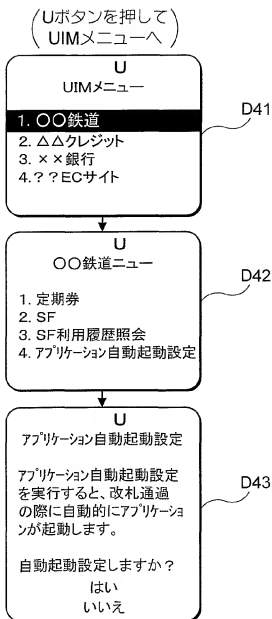 (Uボタンを押して
UIMメニューへ)
U
UIMメニュー
1. 〇〇鉄道
2. △△クレジット
3. ××銀行
4. ??ECサイト
D41
U
〇〇鉄道ニュー
1. 定期券
2. SF
3. SF利用履歴照会
4. アプリケーション自動起動設定
D42
U
アプリケーション自動起動設定
アプリケーション自動起動設定
を実行すると、改札通過
の際に自動的にアプリケーショ
ンが起動します。
自動起動設定しますか?
はい
いいえ
D43